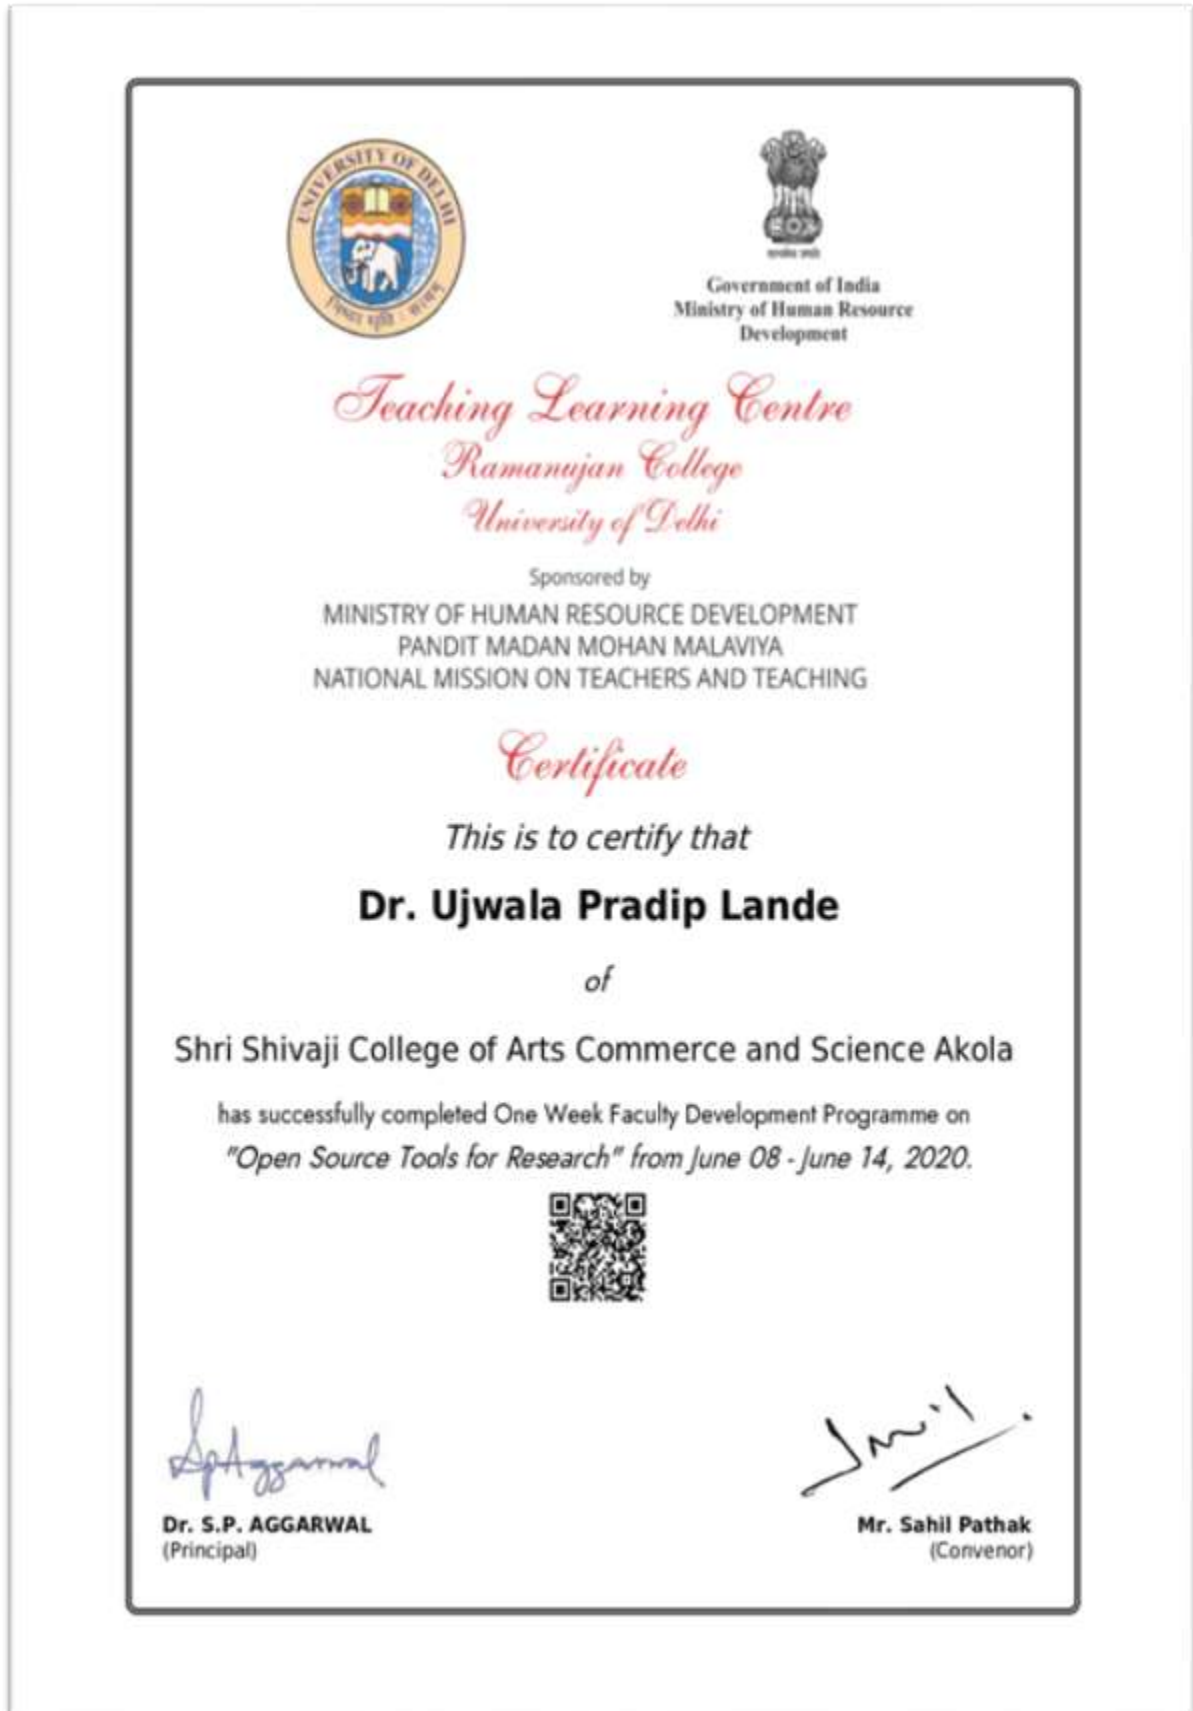 UNIVERSITY OF DELHI
Government of India
Ministry of Human Resource
Development
Teaching Learning Centre
Ramanujan College
University of Delhi
Sponsored by
MINISTRY OF HUMAN RESOURCE DEVELOPMENT
PANDIT MADAN MOHAN MALAVIYA
NATIONAL MISSION ON TEACHERS AND TEACHING
Certificate
This is to certify that
Dr. Ujwala Pradip Lande
of
Shri Shivaji College of Arts Commerce and Science Akola
has successfully completed One Week Faculty Development Programme on
"Open Source Tools for Research" from June 08 - June 14, 2020.
SpAggarwal
Dr. S.P. AGGARWAL
(Principal)
Mr. Sahil Pathak
(Convenor)